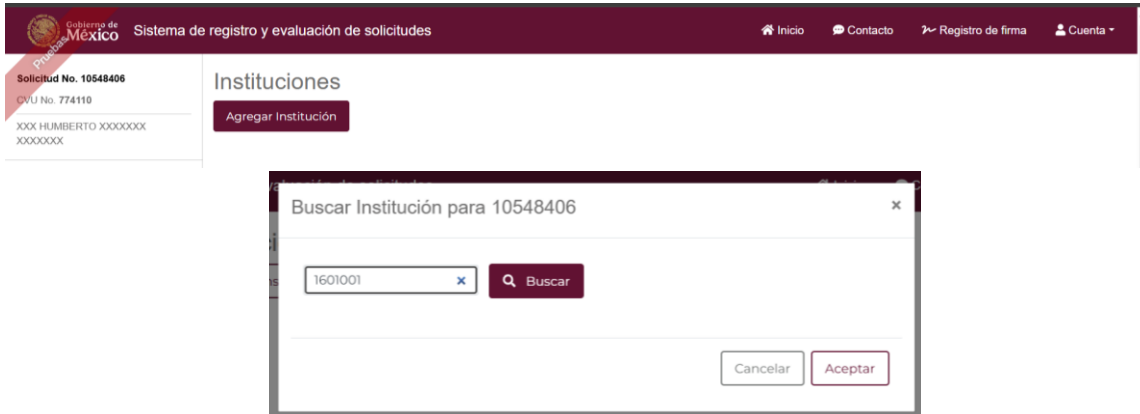 Gobierno de
México
Sistema de registro y evaluación de solicitudes
Inicio
Contacto
Registro de firma
Cuenta
Pruebas
Solicitud No. 10548406
CVU No. 774110
XXX HUMBERTO XXXXXXX
XXXXXXX
Instituciones
Agregar Institución
Buscar Institución para 10548406
×
1601001
×
Buscar
Cancelar
Aceptar